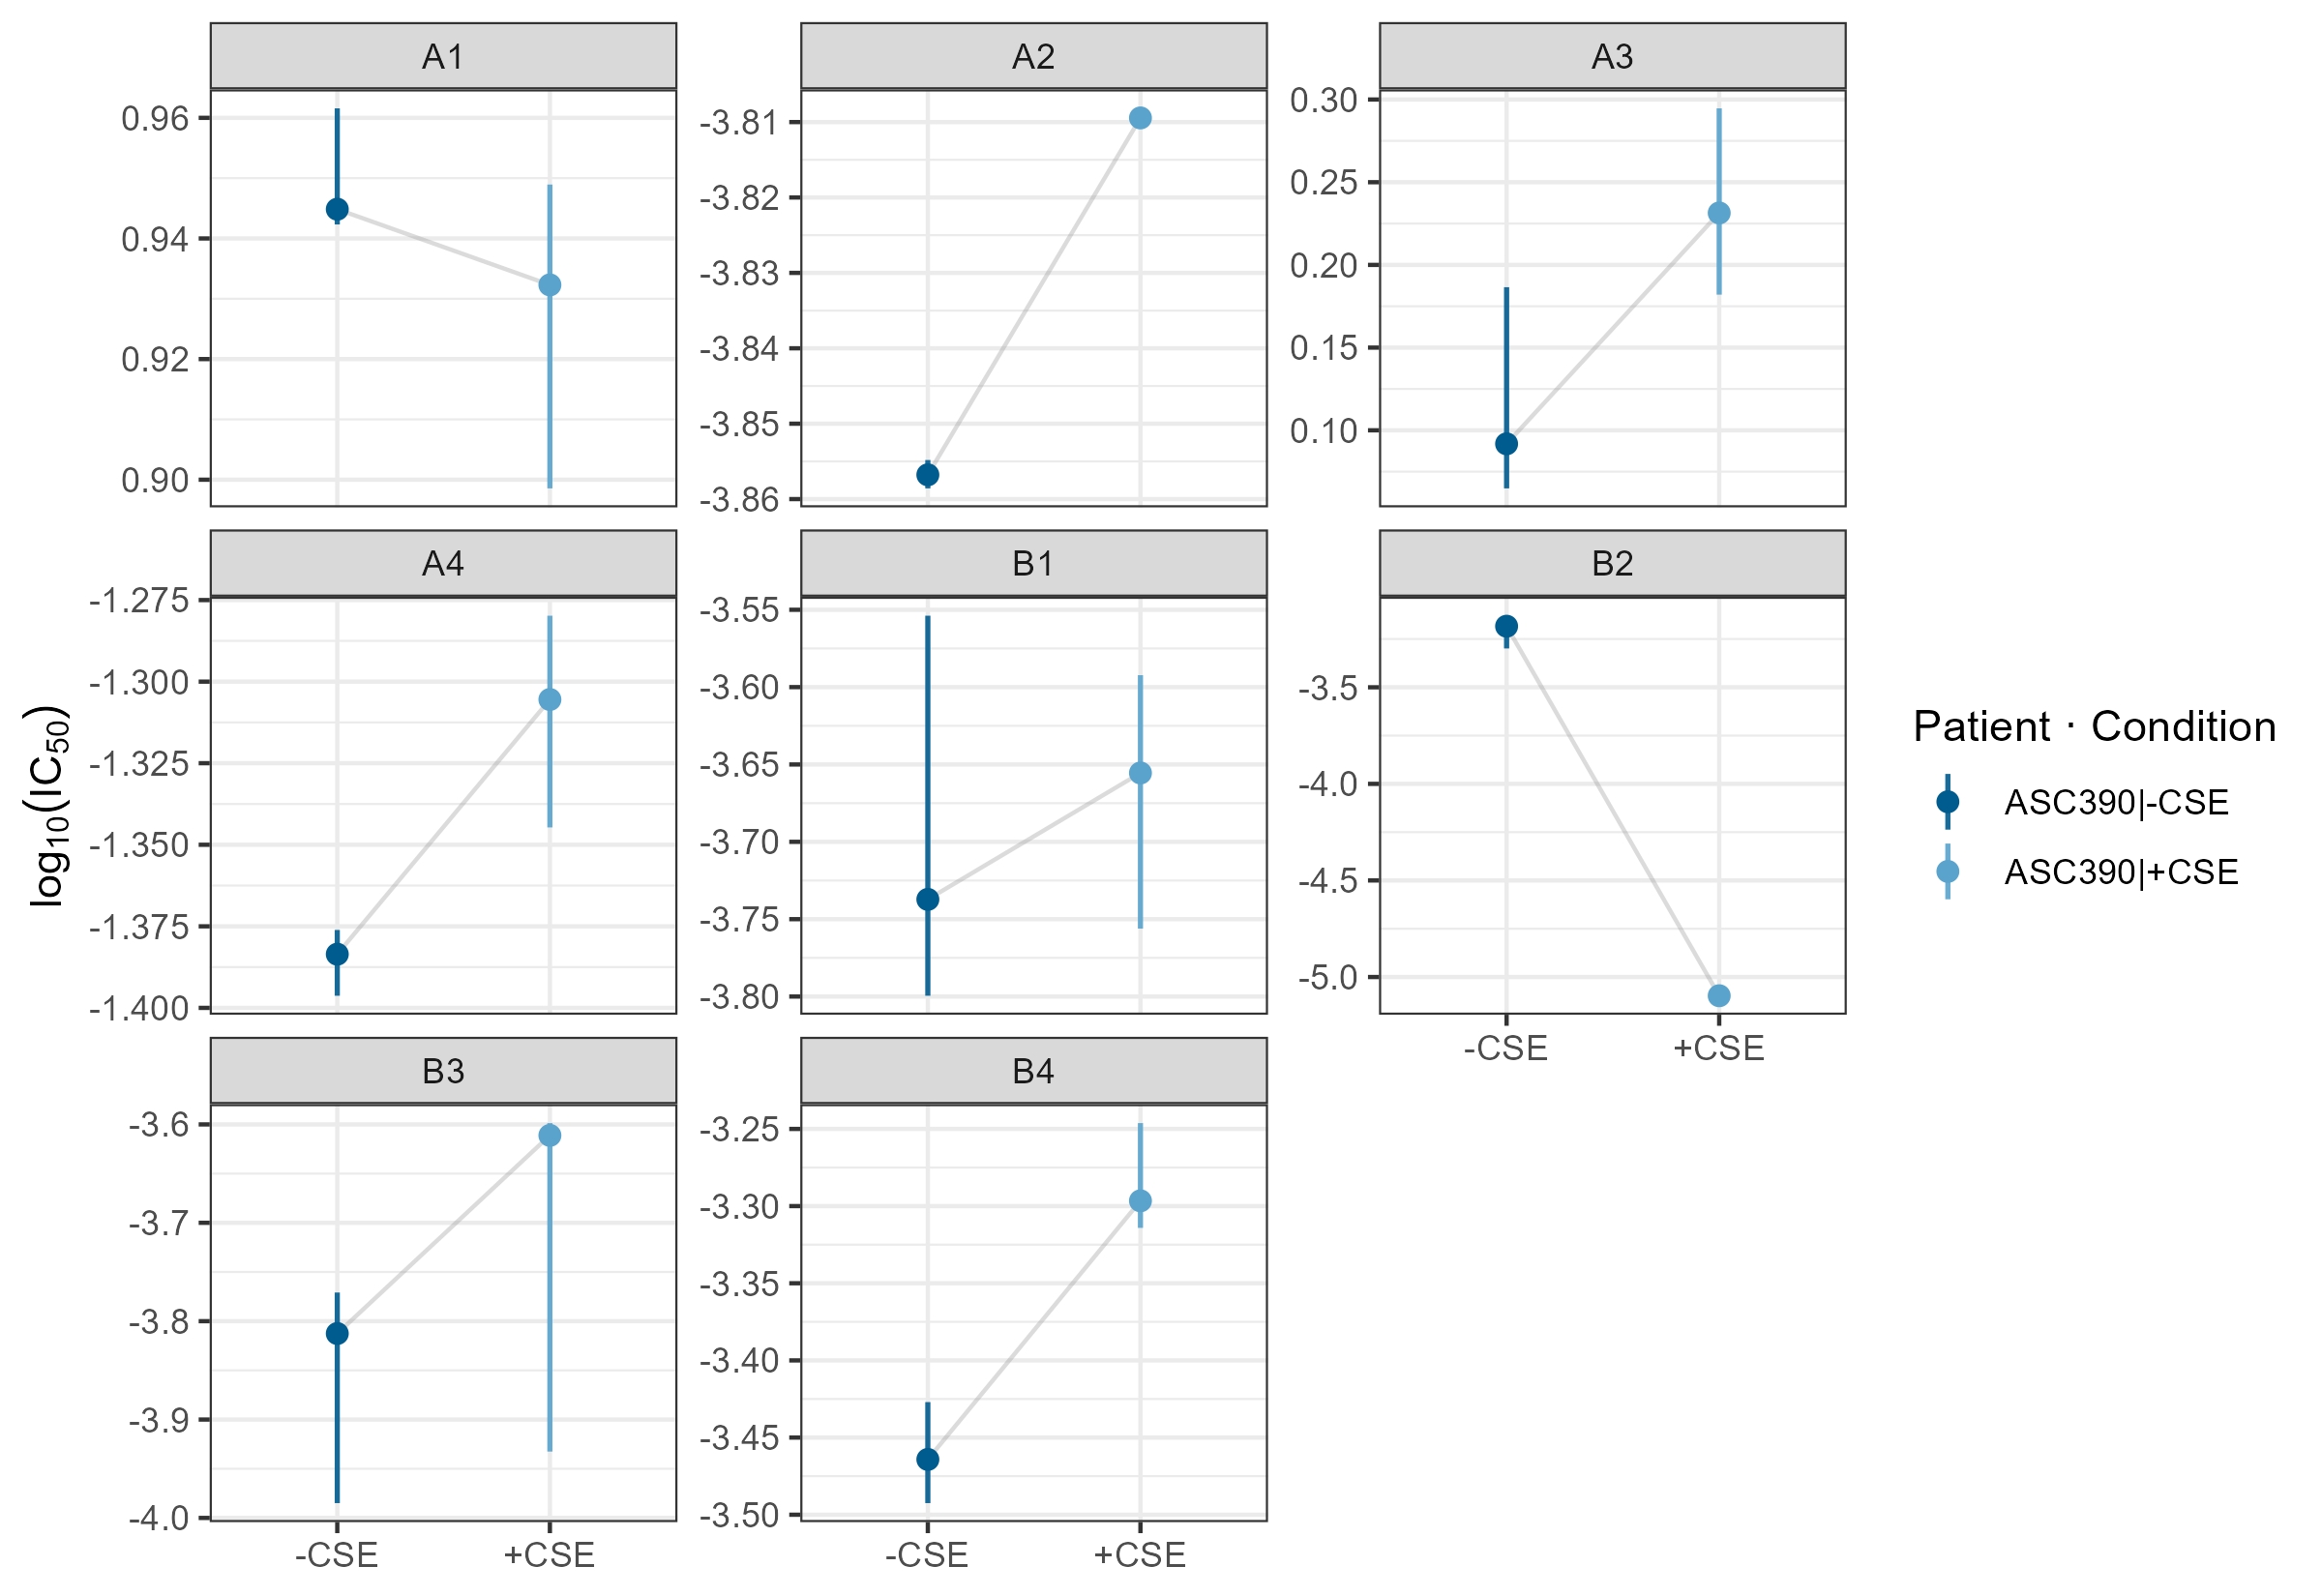 A1
A2
A3
0.96
0.94
0.92
0.90
-3.81
-3.82
-3.83
-3.84
-3.85
-3.86
0.30
0.25
0.20
0.15
0.10
A4
B1
B2
-1.275
-1.300
-1.325
-1.350
-1.375
-1.400
-3.55
-3.60
-3.65
-3.70
-3.75
-3.80
-3.5
-4.0
-4.5
-5.0
-CSE
+CSE
B3
B4
-3.6
-3.7
-3.8
-3.9
-4.0
-3.25
-3.30
-3.35
-3.40
-3.45
-3.50
-CSE
+CSE
-CSE
+CSE
log₁₀(IC₅₀)
Patient · Condition
ASC390|-CSE
ASC390|+CSE